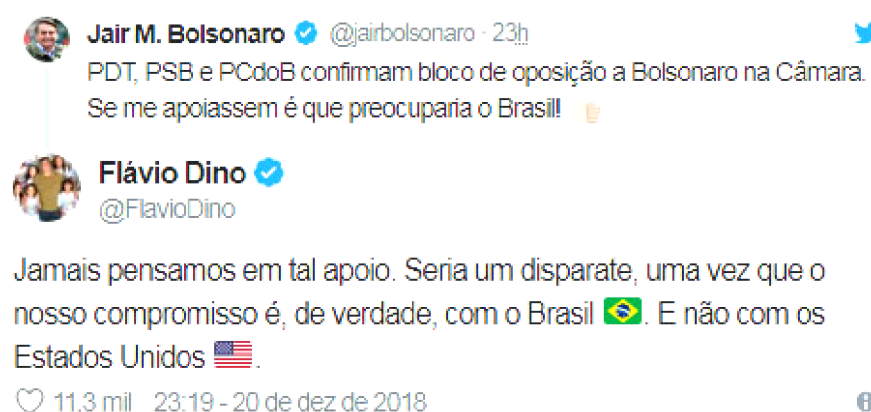 Jair M. Bolsonaro @jairbolsonaro · 23h
PDT, PSB e PCdoB confirmam bloco de oposição a Bolsonaro na Câmara.
Se me apoiassem é que preocuparia o Brasil!
Flávio Dino
@FlavioDino
Jamais pensamos em tal apoio. Seria um disparate, uma vez que o
nosso compromisso é, de verdade, com o Brasil 🇧🇷. E não com os
Estados Unidos 🇺🇸.
11,3 mil 23:19 - 20 de dez de 2018